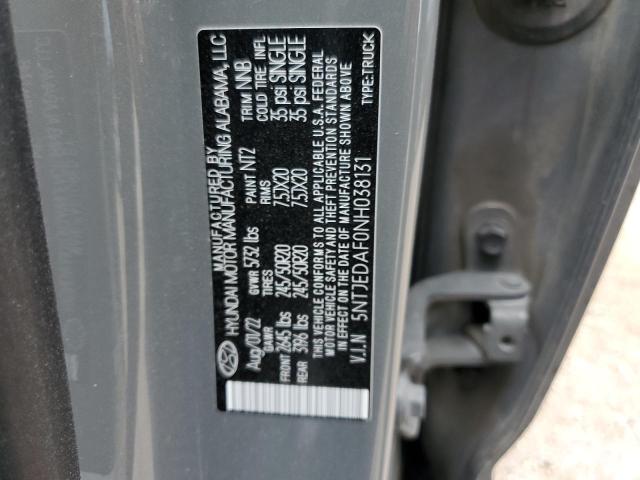 MANUFACTURED BY
HYUNDAI MOTOR MANUFACTURING ALABAMA, LLC
Aug/01/22 GVWR 5732 lbs PAINT NT2 TRIM NNB
GAWR TIRES RIMS COLD TIRE INFL
FRONT 2645 lbs 245/50R20 7.5JX20 35 psi SINGLE
REAR 3196 lbs 245/50R20 7.5JX20 35 psi SINGLE
THIS VEHICLE CONFORMS TO ALL APPLICABLE U.S.A. FEDERAL
MOTOR VEHICLE SAFETY AND THEFT PREVENTION STANDARDS
IN EFFECT ON THE DATE OF MANUFACTURE SHOWN ABOVE
V.I.N 5NTJEDAF0NH038131 TYPE:TRUCK